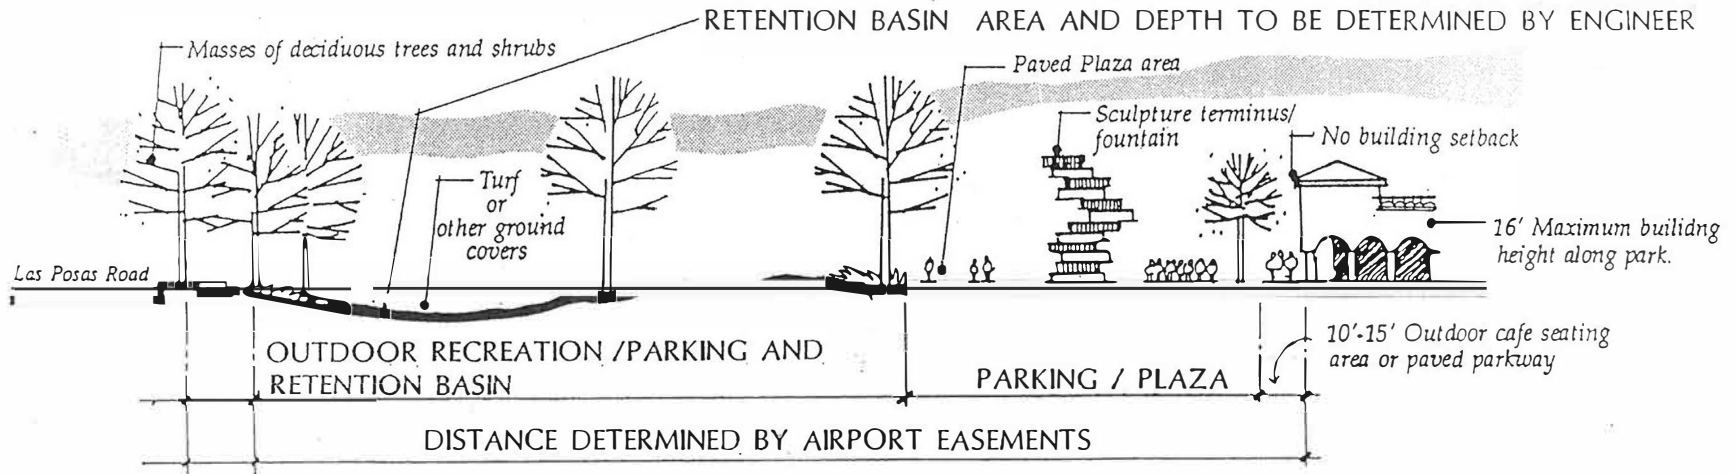 RETENTION BASIN AREA AND DEPTH TO BE DETERMINED BY ENGINEER
Masses of deciduous trees and shrubs
Paved Plaza area
Sculpture terminus/
fountain
No building setback
Turf
or
other ground
covers
16' Maximum builidng
height along park.
Las Posas Road
10'-15' Outdoor cafe seating
area or paved parkway
OUTDOOR RECREATION /PARKING AND
RETENTION BASIN
PARKING / PLAZA
DISTANCE DETERMINED BY AIRPORT EASEMENTS